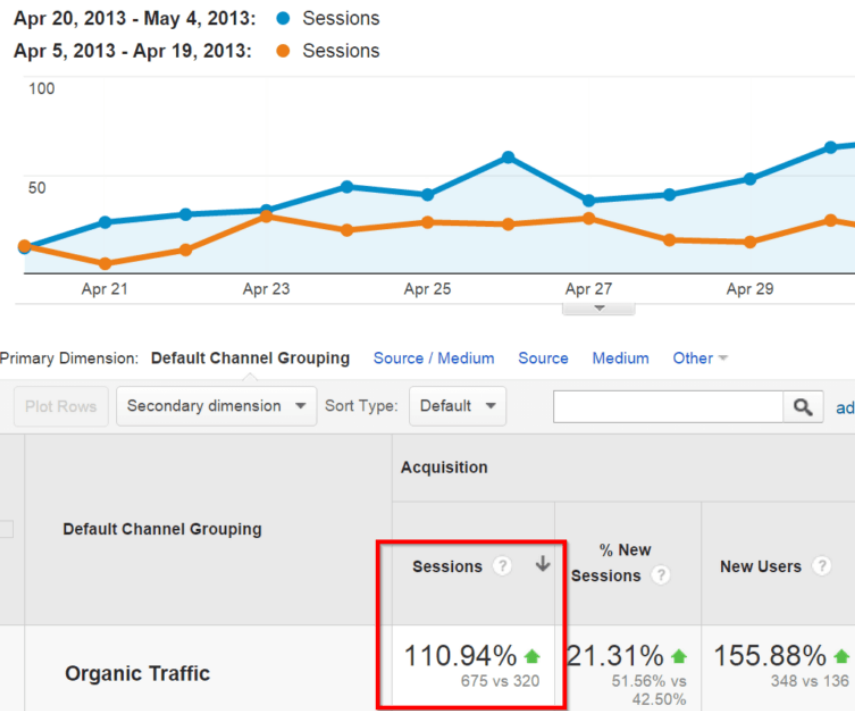 Apr 20, 2013 - May 4, 2013: Sessions
Apr 5, 2013 - Apr 19, 2013: Sessions
100
50
Apr 21 Apr 23 Apr 25 Apr 27 Apr 29
Primary Dimension: Default Channel Grouping Source / Medium Source Medium Other
Plot Rows Secondary dimension Sort Type: Default ad
Acquisition
Default Channel Grouping
Sessions ? % New Sessions ? New Users ?
Organic Traffic
110.94% 21.31% 155.88%
675 vs 320 51.56% vs 42.50% 348 vs 136